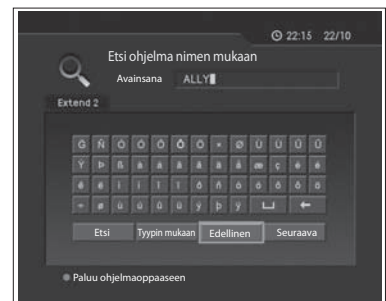 22:15 22/10
Etsi ohjelma nimen mukaan
Avainsana ALLY
Extend 2
Ö × Ø Ù Ú Û Ü
Ý Þ ß à á â ã ä å æ ç è é
ê ë ì í î ï ð ñ
÷ ø ù ú û ü ý þ ÿ
Etsi Tyypin mukaan Edellinen Seuraava
Paluu ohjelmaoppaaseen